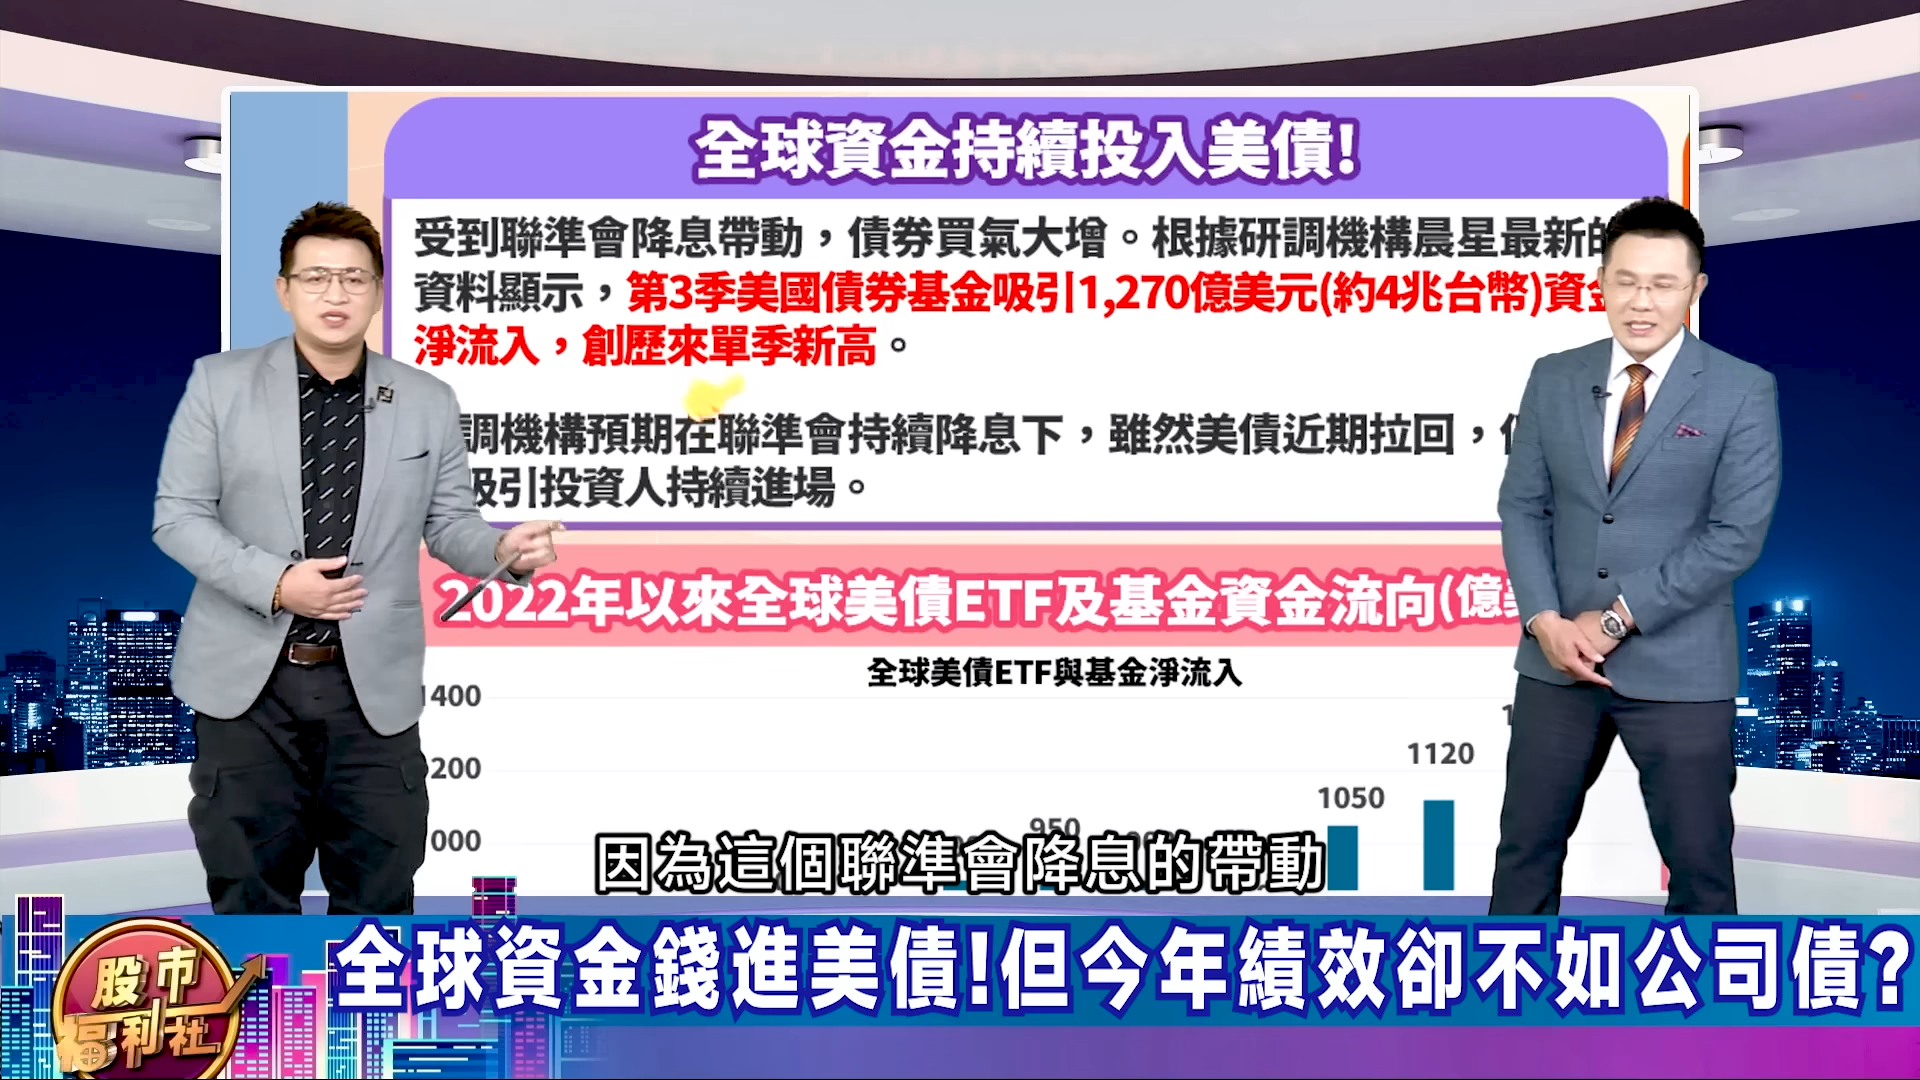 全球資金持續投入美債!
受到聯準會降息帶動，債券買氣大增。根據研調機構晨星最新的
資料顯示，第3季美國債券基金吸引1,270億美元(約4兆台幣)資金
淨流入，創歷來單季新高。
調機構預期在聯準會持續降息下，雖然美債近期拉回，
吸引投資人持續進場。
2022年以來全球美債ETF及基金資金流向(億美
全球美債ETF與基金淨流入
1400
1120
200
1050
000
950
因為這個聯準會降息的帶動
全球資金錢進美債!但今年績效卻不如公司債?
股市
福利社